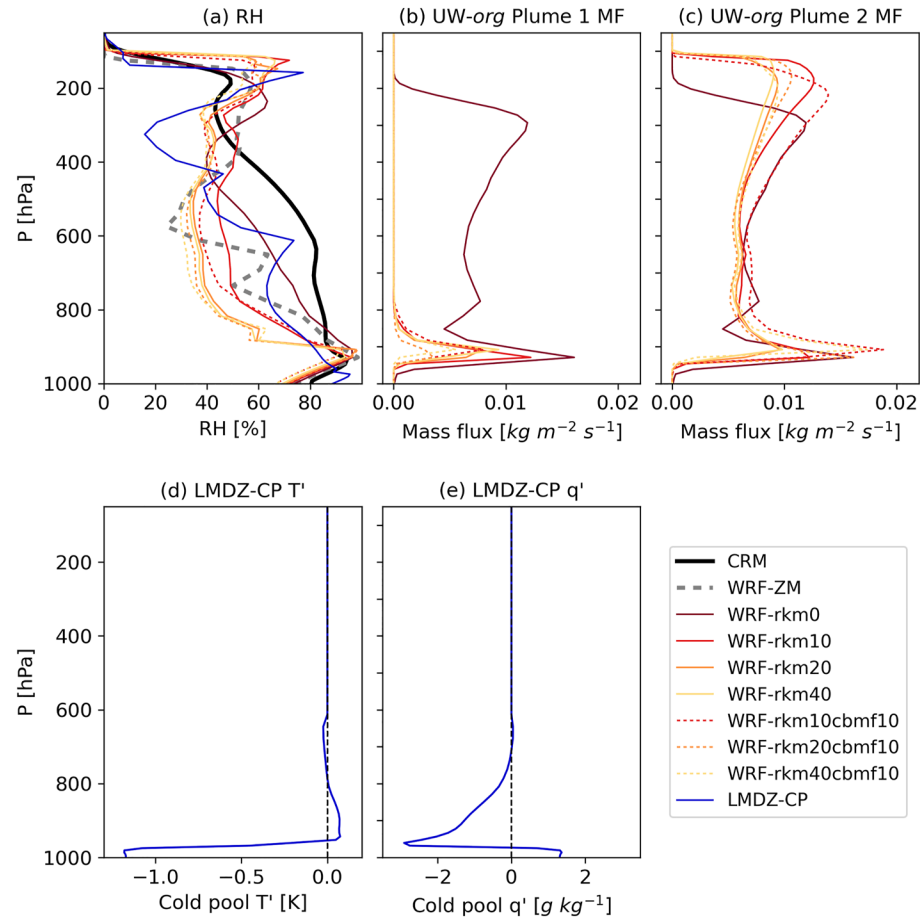 (a) RH
(b) UW-org Plume 1 MF
(c) UW-org Plume 2 MF
P [hPa]
200
400
600
800
1000
0 20 40 60 80
0.00 0.01 0.02
0.00 0.01 0.02
RH [%]
Mass flux [kg m⁻² s⁻¹]
Mass flux [kg m⁻² s⁻¹]
(d) LMDZ-CP T'
(e) LMDZ-CP q'
P [hPa]
200
400
600
800
1000
−1.0 −0.5 0.0
−2 0 2
Cold pool T' [K]
Cold pool q' [g kg⁻¹]
CRM
WRF-ZM
WRF-rkm0
WRF-rkm10
WRF-rkm20
WRF-rkm40
WRF-rkm10cbmf10
WRF-rkm20cbmf10
WRF-rkm40cbmf10
LMDZ-CP